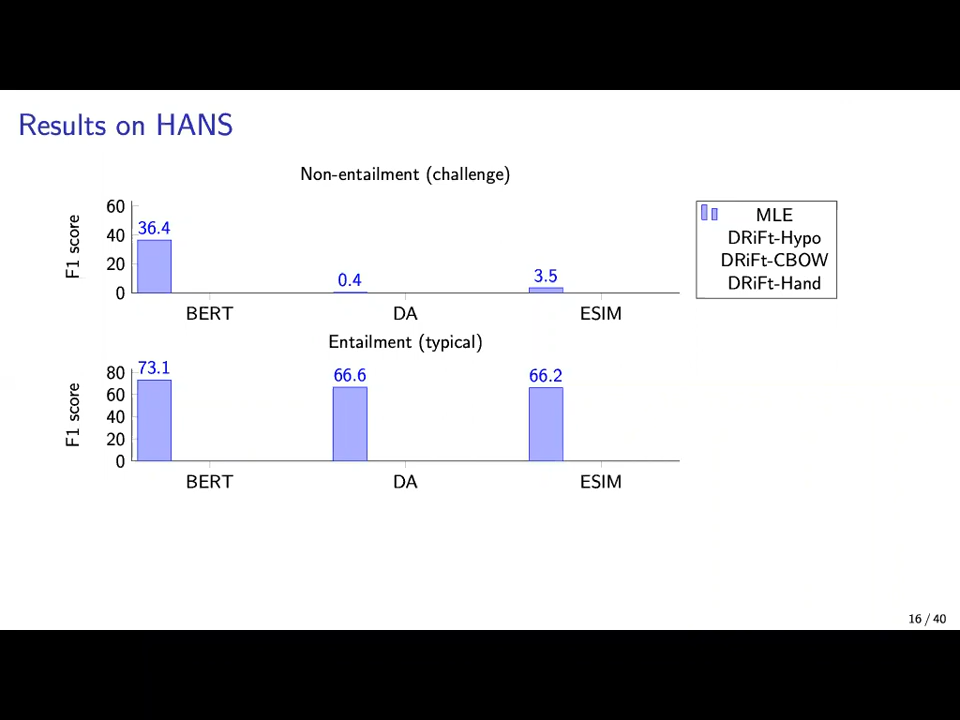 Results on HANS
Non-entailment (challenge)
F1 score
60
40
20
0
36.4
0.4
3.5
BERT
DA
ESIM
MLE
DRiFt-Hypo
DRiFt-CBOW
DRiFt-Hand
Entailment (typical)
F1 score
80
60
40
20
0
73.1
66.6
66.2
BERT
DA
ESIM
16 / 40